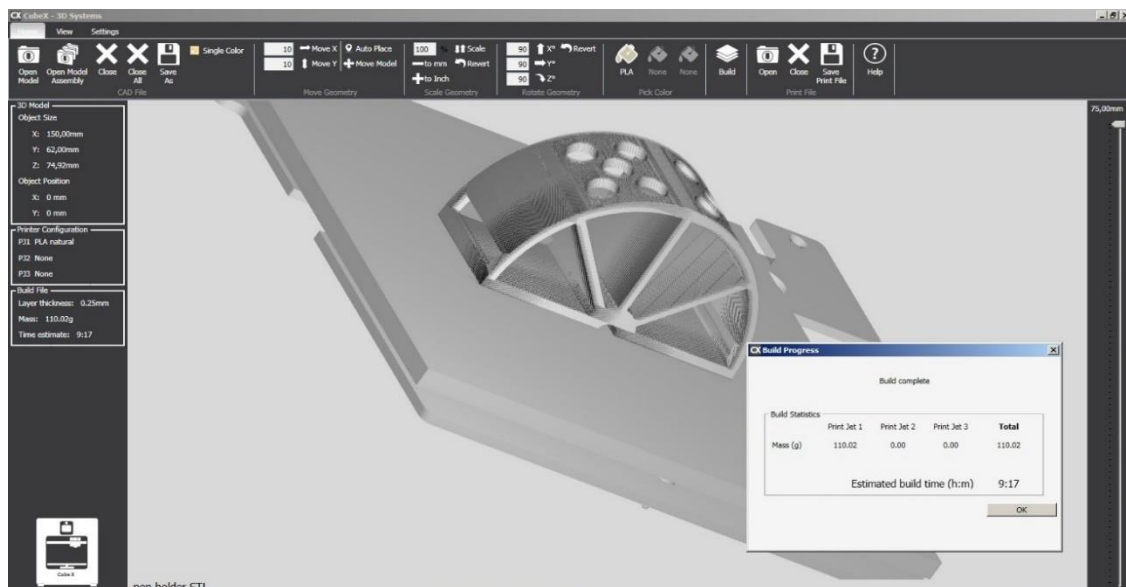 CX CubeX - 3D Systems
View Settings
Open Model
Open Model Assembly
Close
Close All
Save As
Single Color
CAD File
10 Move X Auto Place
10 Move Y Move Model
Move Geometry
100 % Scale
to mm Revert
to Inch
Scale Geometry
90 X° Revert
90 Y°
90 Z°
Rotate Geometry
PLA None None
Pick Color
Build
Open
Close
Save Print File
Print File
Help
3D Model
Object Size
X: 150,00mm
Y: 62,00mm
Z: 74,92mm
Object Position
X: 0 mm
Y: 0 mm
Printer Configuration
PJ1 PLA natural
PJ2 None
PJ3 None
Build File
Layer thickness: 0.25mm
Mass: 110.02g
Time estimate: 9:17
75,00mm
CX Build Progress
Build complete
Build Statistics
Print Jet 1 Print Jet 2 Print Jet 3 Total
Mass (g) 110.02 0.00 0.00 110.02
Estimated build time (h:m) 9:17
OK
Cube X
pen holder STL